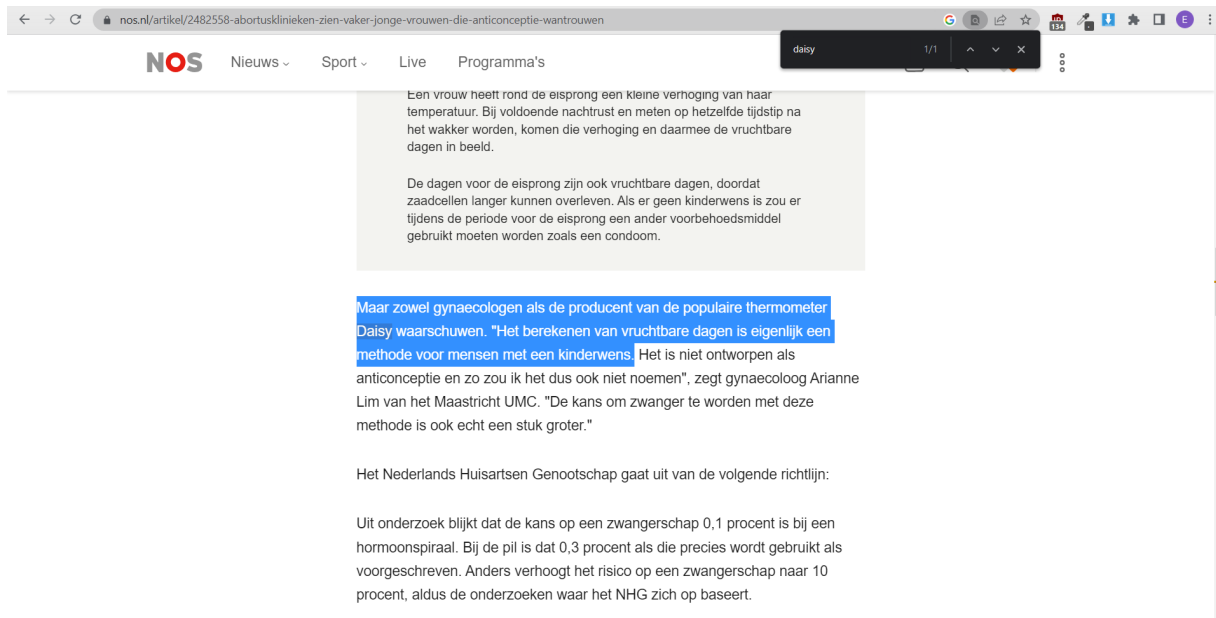 nos.nl/artikel/2482558-abortusklinieken-zien-vaker-jonge-vrouwen-die-anticonceptie-wantrouwen
134
E
daisy 1/1
NOS Nieuws Sport Live Programma's
Een vrouw heeft rond de eisprong een kleine verhoging van haar
temperatuur. Bij voldoende nachtrust en meten op hetzelfde tijdstip na
het wakker worden, komen die verhoging en daarmee de vruchtbare
dagen in beeld.
De dagen voor de eisprong zijn ook vruchtbare dagen, doordat
zaadcellen langer kunnen overleven. Als er geen kinderwens is zou er
tijdens de periode voor de eisprong een ander voorbehoedsmiddel
gebruikt moeten worden zoals een condoom.
Maar zowel gynaecologen als de producent van de populaire thermometer
Daisy waarschuwen. "Het berekenen van vruchtbare dagen is eigenlijk een
methode voor mensen met een kinderwens. Het is niet ontworpen als
anticonceptie en zo zou ik het dus ook niet noemen", zegt gynaecoloog Arianne
Lim van het Maastricht UMC. "De kans om zwanger te worden met deze
methode is ook echt een stuk groter."
Het Nederlands Huisartsen Genootschap gaat uit van de volgende richtlijn:
Uit onderzoek blijkt dat de kans op een zwangerschap 0,1 procent is bij een
hormoonspiraal. Bij de pil is dat 0,3 procent als die precies wordt gebruikt als
voorgeschreven. Anders verhoogt het risico op een zwangerschap naar 10
procent, aldus de onderzoeken waar het NHG zich op baseert.